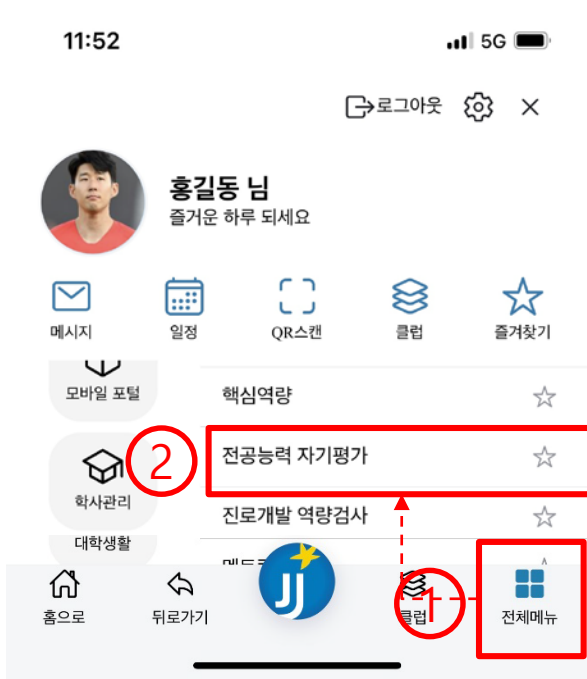 11:52
5G
로그아웃
홍길동 님
즐거운 하루 되세요
메시지 일정 QR스캔 클럽 즐겨찾기
모바일 포털
핵심역량
전공능력 자기평가
2
학사관리
진로개발 역량검사
대학생활
JJ
1
홈으로 뒤로가기 클럽 전체메뉴